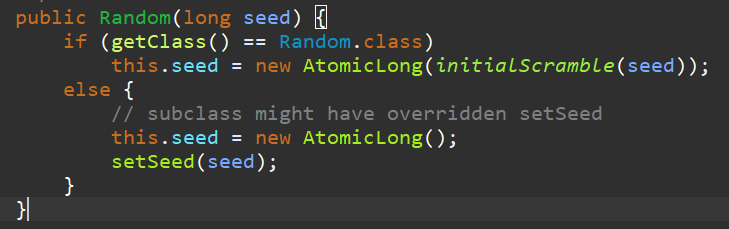 public Random(long seed) {
    if (getClass() == Random.class)
        this.seed = new AtomicLong(initialScramble(seed));
    else {
        // subclass might have overridden setSeed
        this.seed = new AtomicLong();
        setSeed(seed);
    }
}